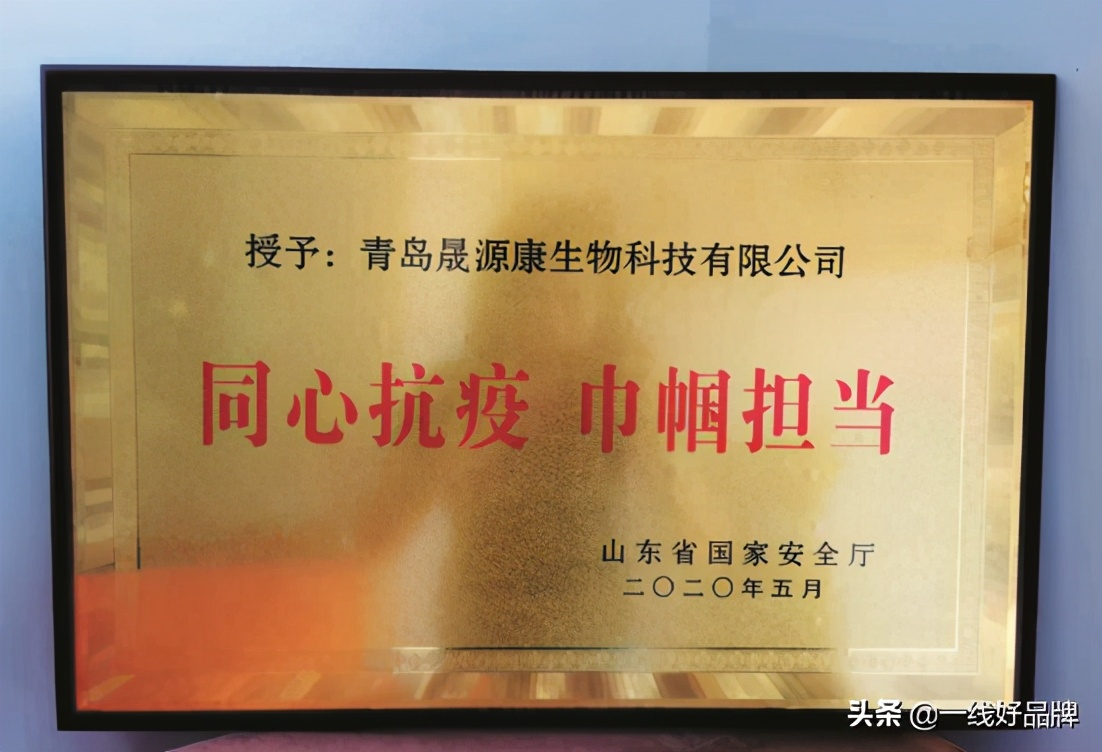 授予：青岛晟源康生物科技有限公司
同心抗疫 巾帼担当
山东省国家安全厅
二〇二〇年五月
头条 @一线好品牌